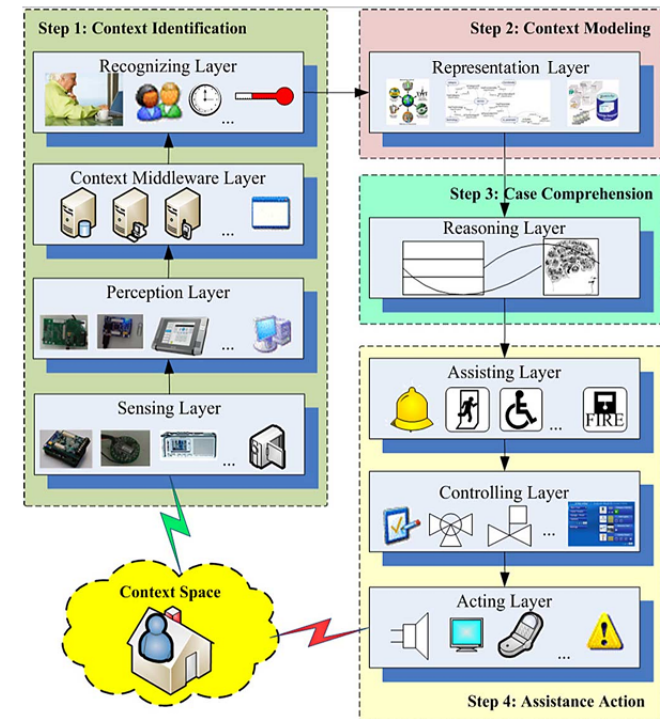 Step 1: Context Identification
Recognizing Layer
...
Context Middleware Layer
...
Perception Layer
...
Sensing Layer
...
Context Space
Step 2: Context Modeling
Representation Layer
Step 3: Case Comprehension
Reasoning Layer
Assisting Layer
...
FIRE
Controlling Layer
...
Acting Layer
...
Step 4: Assistance Action